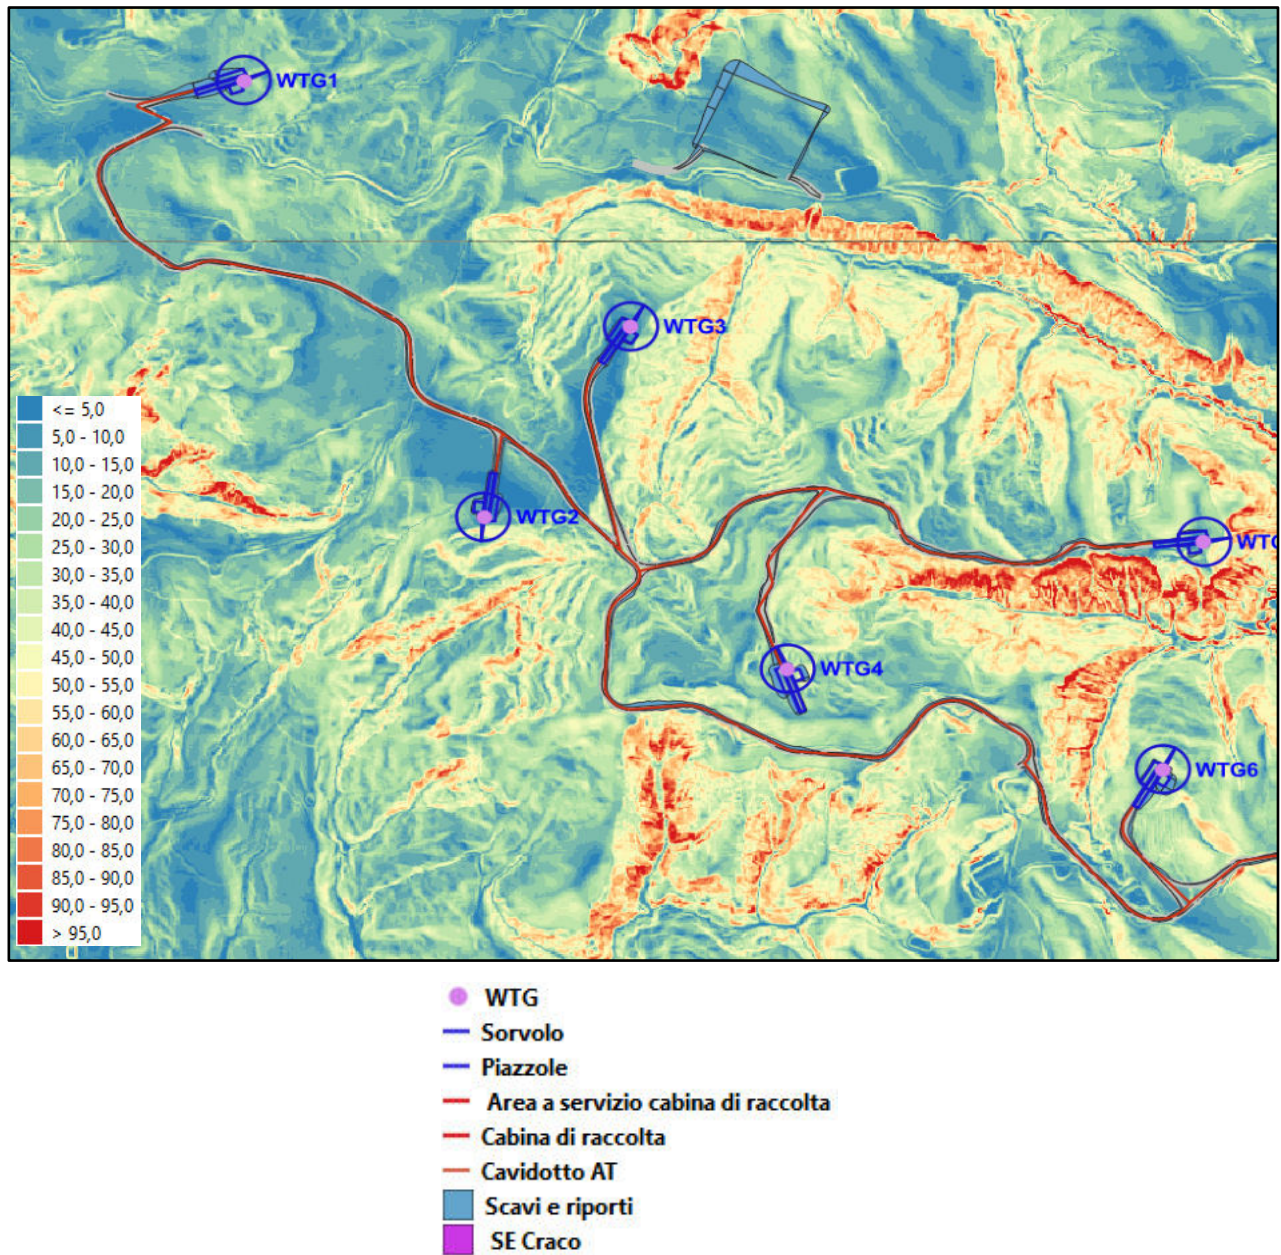 WTG1
WTG3
<= 5,0
5,0 - 10,0
10,0 - 15,0
15,0 - 20,0
20,0 - 25,0
25,0 - 30,0
30,0 - 35,0
35,0 - 40,0
40,0 - 45,0
45,0 - 50,0
50,0 - 55,0
55,0 - 60,0
60,0 - 65,0
65,0 - 70,0
70,0 - 75,0
75,0 - 80,0
80,0 - 85,0
85,0 - 90,0
90,0 - 95,0
> 95,0
WTG2
WTG4
WTG6
WTG
Sorvolo
Piazzole
Area a servizio cabina di raccolta
Cabina di raccolta
Cavidotto AT
Scavi e riporti
SE Craco